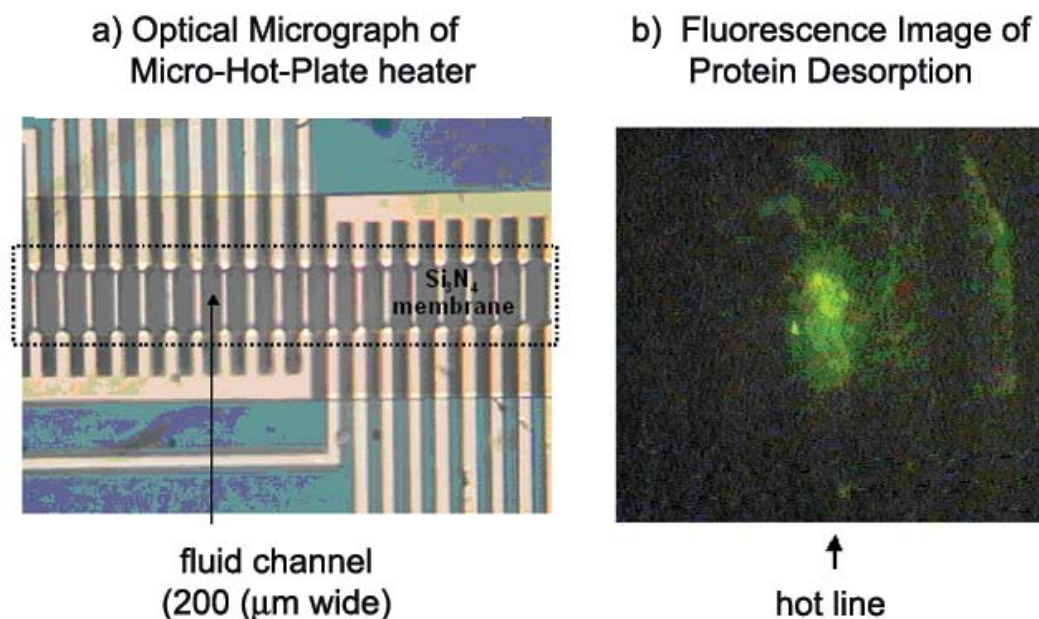 a) Optical Micrograph of
Micro-Hot-Plate heater
b) Fluorescence Image of
Protein Desorption
Si₃N₄
membrane
fluid channel
(200 (μm wide)
hot line